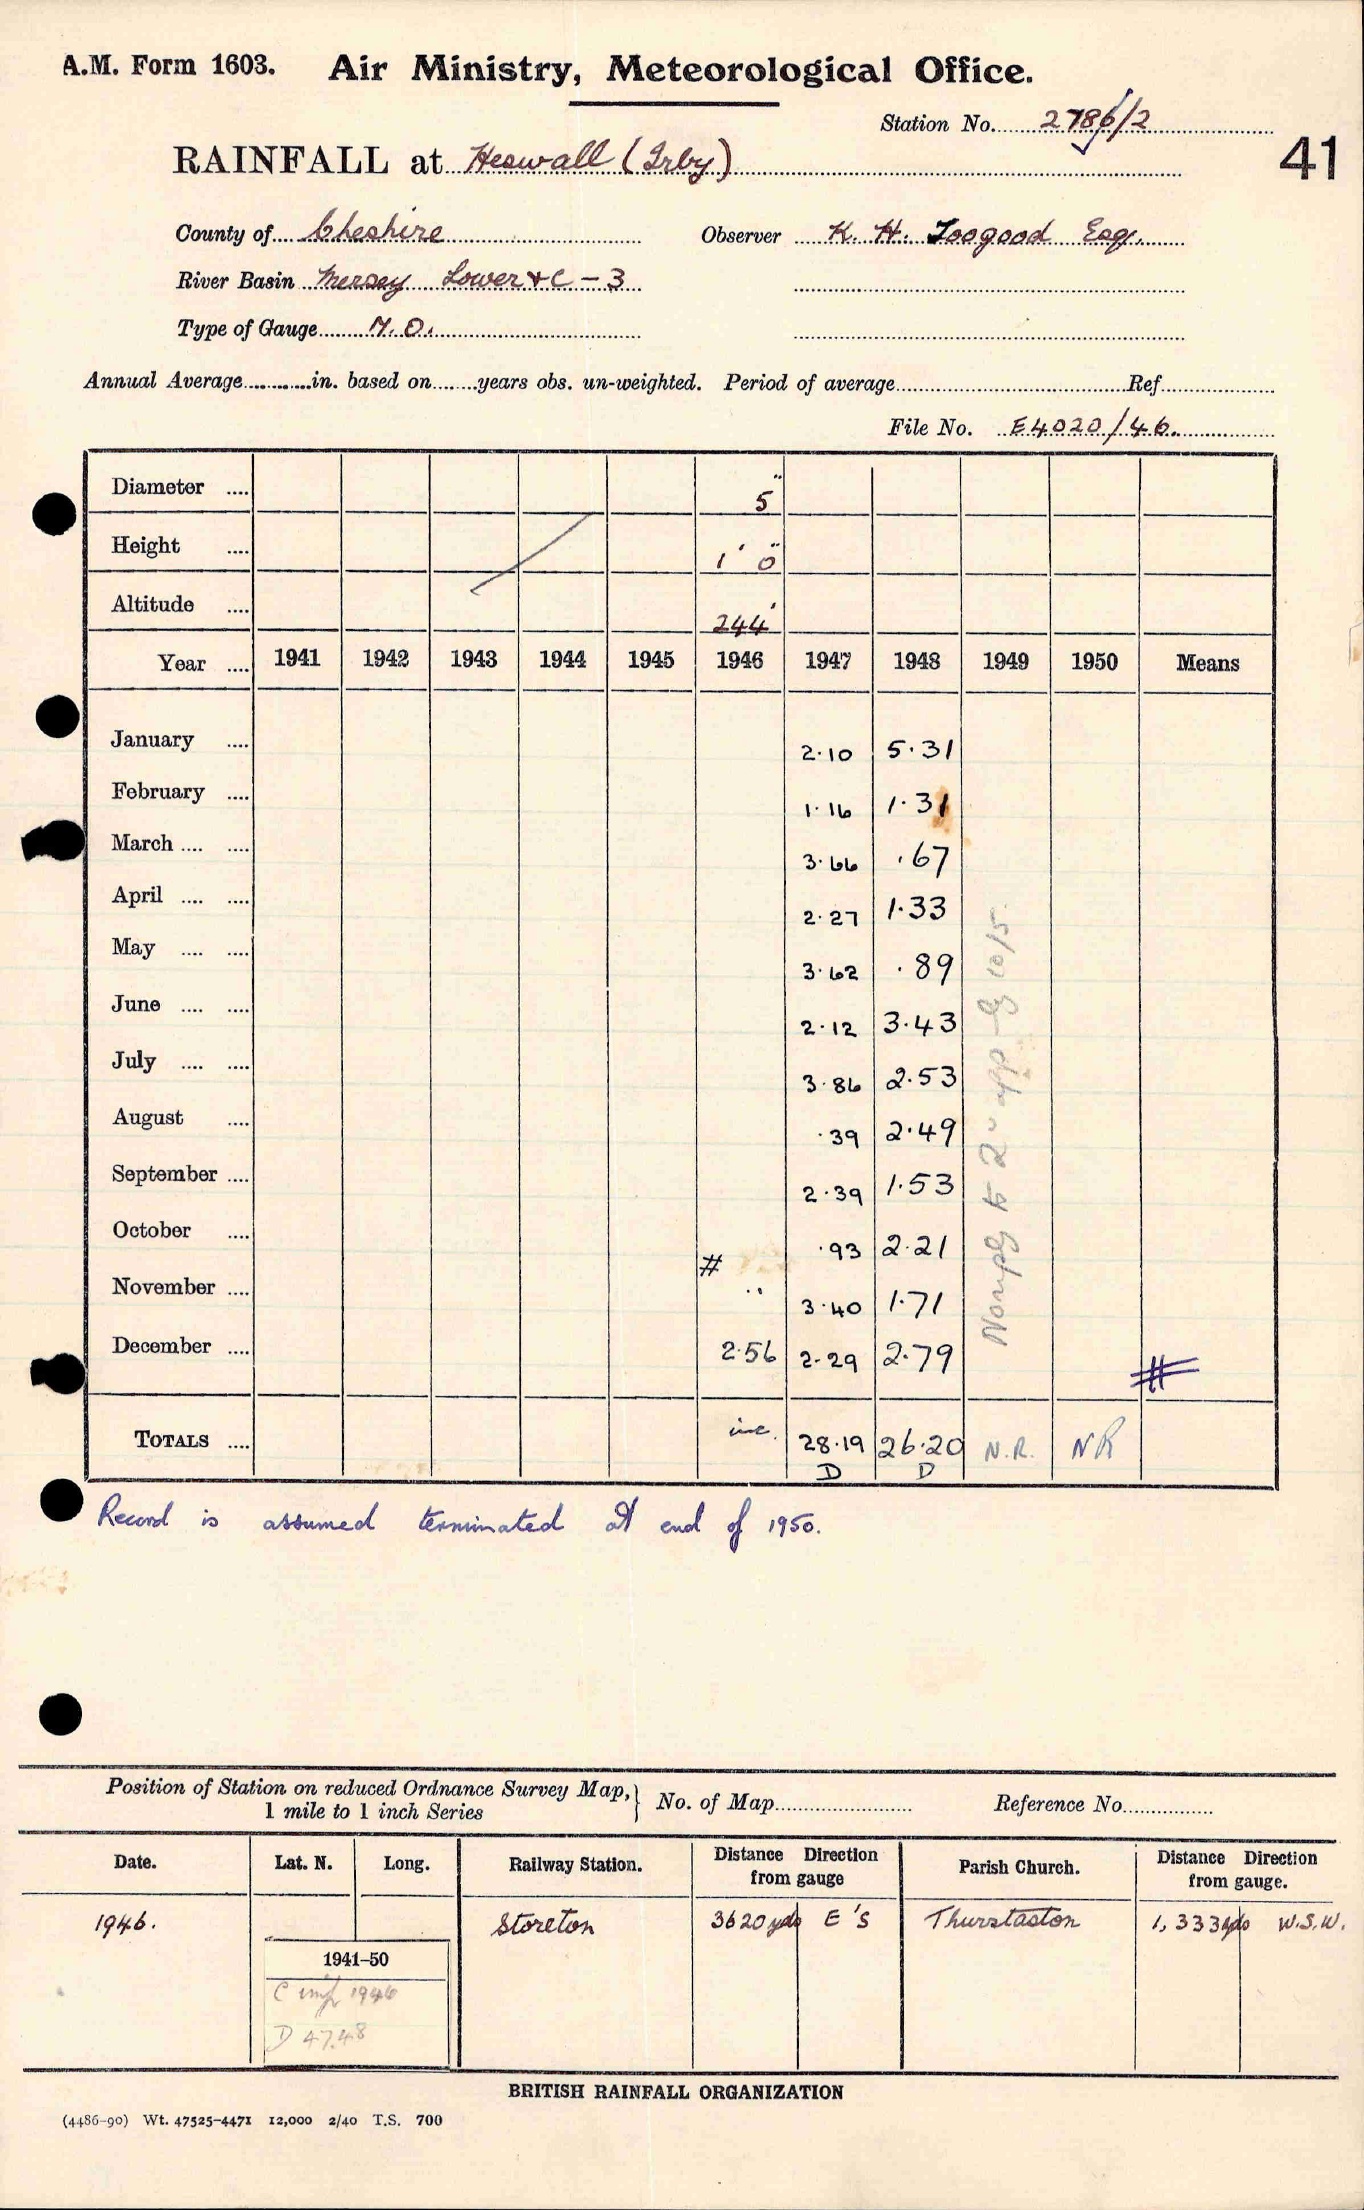 A.M. Form 1603. Air Ministry, Meteorological Office.
Station No. 2786/2
41
RAINFALL at Heswall (Irby)
County of Cheshire Observer K. H. Toogood Esq.
River Basin Mersey Lower + C - 3
Type of Gauge M.O.
Annual Average in. based on years obs. un-weighted. Period of average Ref
File No. E4020/46.
Diameter 5"
Height 1' 0"
Altitude 244'
Year 1941 1942 1943 1944 1945 1946 1947 1948 1949 1950 Means
January 2.10 5.31
February 1.16 1.31
March 3.66 .67
April 2.27 1.33
May 3.62 .89
June 2.12 3.43
July 3.86 2.53
August .39 2.49
September 2.39 1.53
October .93 2.21
#
November .. 3.40 1.71
December 2.56 2.29 2.79
#
TOTALS inc. 28.19 26.20 N.R. NR
D D
No reply to 10/5.
Record is assumed terminated at end of 1950.
Position of Station on reduced Ordnance Survey Map, 1 mile to 1 inch Series } No. of Map Reference No.
Date. Lat. N. Long. Railway Station. Distance Direction from gauge Parish Church. Distance Direction from gauge.
1946. Storeton 3620 yds E'S Thurstaston 1,333 yds W.S.W.
1941-50
C 1946
D 47.48
BRITISH RAINFALL ORGANIZATION
(4486-90) Wt. 47525-4471 12,000 2/40 T.S. 700